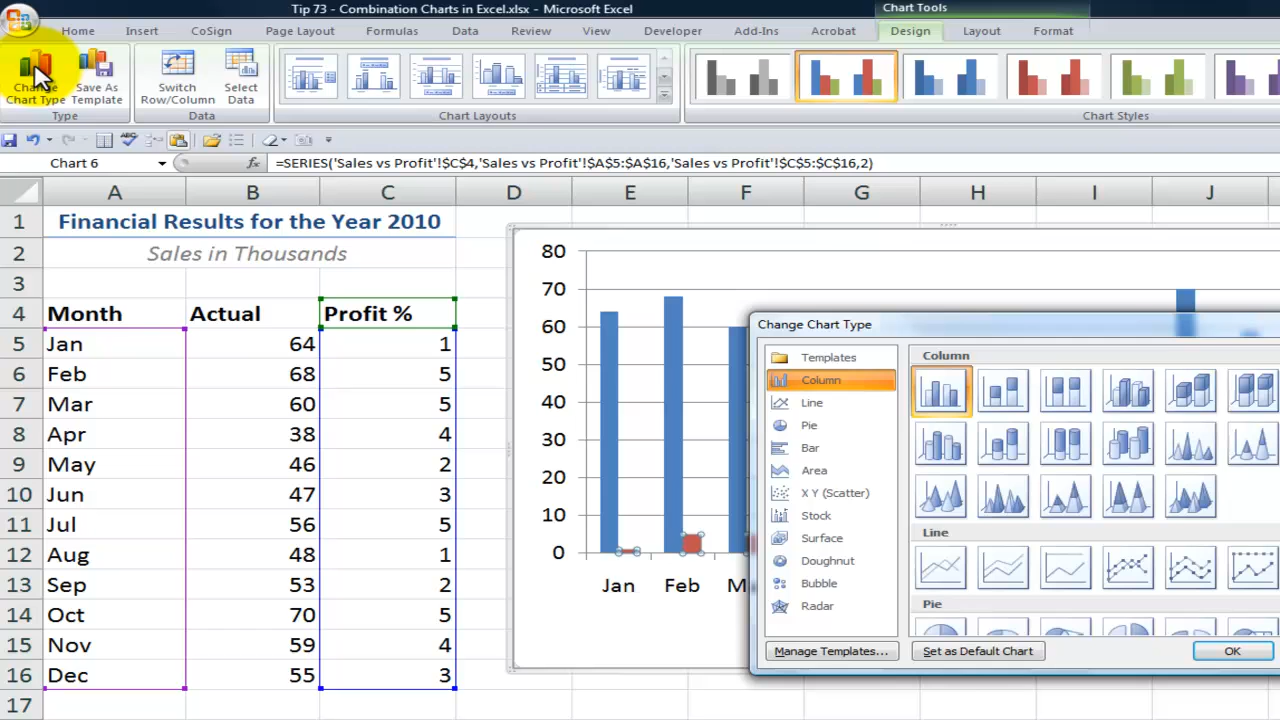 Tip 73 - Combination Charts in Excel.xlsx - Microsoft Excel
Chart Tools
Home Insert CoSign Page Layout Formulas Data Review View Developer Add-Ins Acrobat Design Layout Format
Change Chart Type
Save As Template
Switch Row/Column
Select Data
Type Data Chart Layouts Chart Styles
Chart 6 fx =SERIES('Sales vs Profit'!$C$4,'Sales vs Profit'!$A$5:$A$16,'Sales vs Profit'!$C$5:$C$16,2)
A B C D E F G H I J
1 Financial Results for the Year 2010
2 Sales in Thousands
3
4 Month Actual Profit %
5 Jan 64 1
6 Feb 68 5
7 Mar 60 5
8 Apr 38 4
9 May 46 2
10 Jun 47 3
11 Jul 56 5
12 Aug 48 1
13 Sep 53 2
14 Oct 70 5
15 Nov 59 4
16 Dec 55 3
17
80
70
60
50
40
30
20
10
0
Jan Feb M
Change Chart Type
Templates
Column
Line
Pie
Bar
Area
X Y (Scatter)
Stock
Surface
Doughnut
Bubble
Radar
Column
Line
Pie
Manage Templates... Set as Default Chart OK